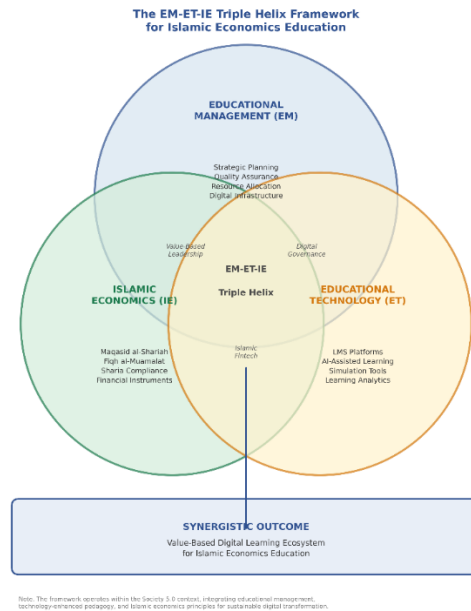 The EM-ET-IE Triple Helix Framework
for Islamic Economics Education
EDUCATIONAL
MANAGEMENT (EM)
Strategic Planning
Quality Assurance
Resource Allocation
Digital Infrastructure
Value-Based
Leadership
Digital
Governance
EM-ET-IE
Triple Helix
ISLAMIC
ECONOMICS (IE)
EDUCATIONAL
TECHNOLOGY (ET)
Maqasid al-Shariah
Fiqh al-Muamalat
Sharia Compliance
Financial Instruments
Islamic
Fintech
LMS Platforms
AI-Assisted Learning
Simulation Tools
Learning Analytics
SYNERGISTIC OUTCOME
Value-Based Digital Learning Ecosystem
for Islamic Economics Education
Note. The framework operates within the Society 5.0 context, integrating educational management,
technology-enhanced pedagogy, and Islamic economics principles for sustainable digital transformation.